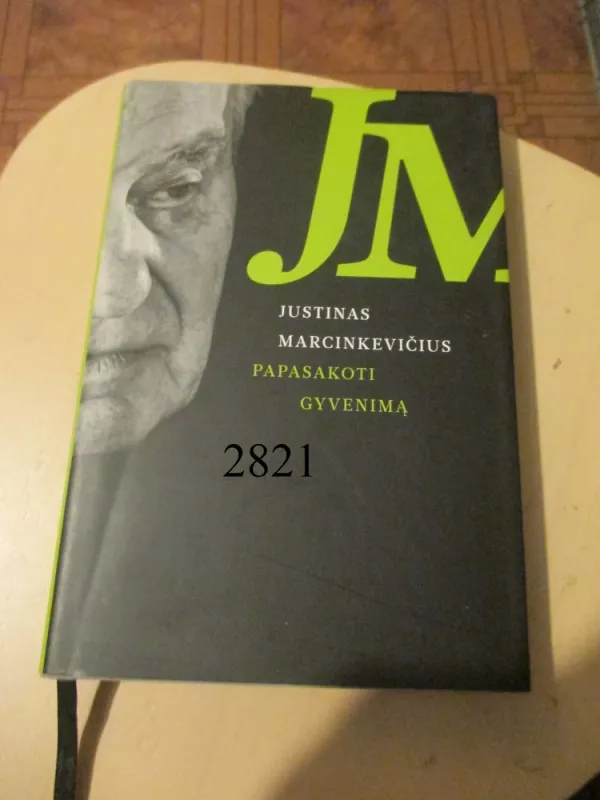 JM
JUSTINAS
MARCINKEVIČIUS
PAPASAKOTI
GYVENIMĄ
2821